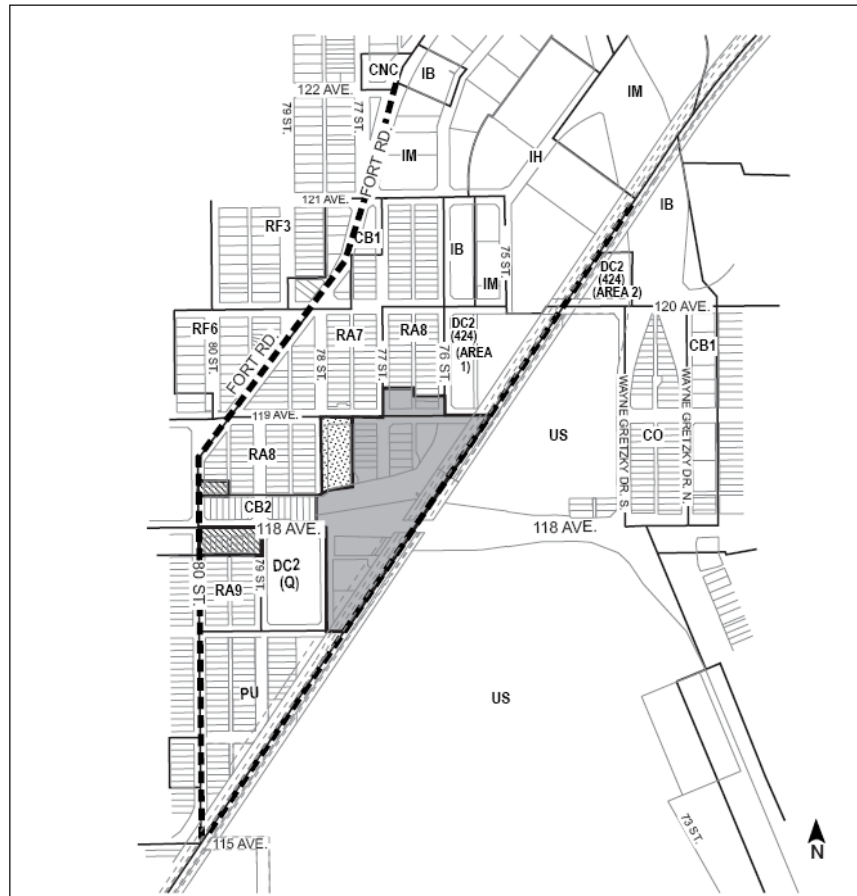 CNC
IB
122 AVE.
79 ST.
77 ST.
IM
FORT RD.
IM
IH
121 AVE.
RF3
CB1
IB
IM
75 ST.
IB
DC2
(424)
(AREA 2)
120 AVE.
RF6
80 ST.
FORT RD.
78 ST.
RA7
77 ST.
RA8
76 ST.
DC2
(424)
(AREA
1)
CB1
WAYNE GRETZKY DR. S.
CO
WAYNE GRETZKY DR. N.
119 AVE.
RA8
US
CB2
118 AVE.
118 AVE.
80 ST.
RA9
79 ST.
DC2
(Q)
PU
US
73 ST.
115 AVE.
N